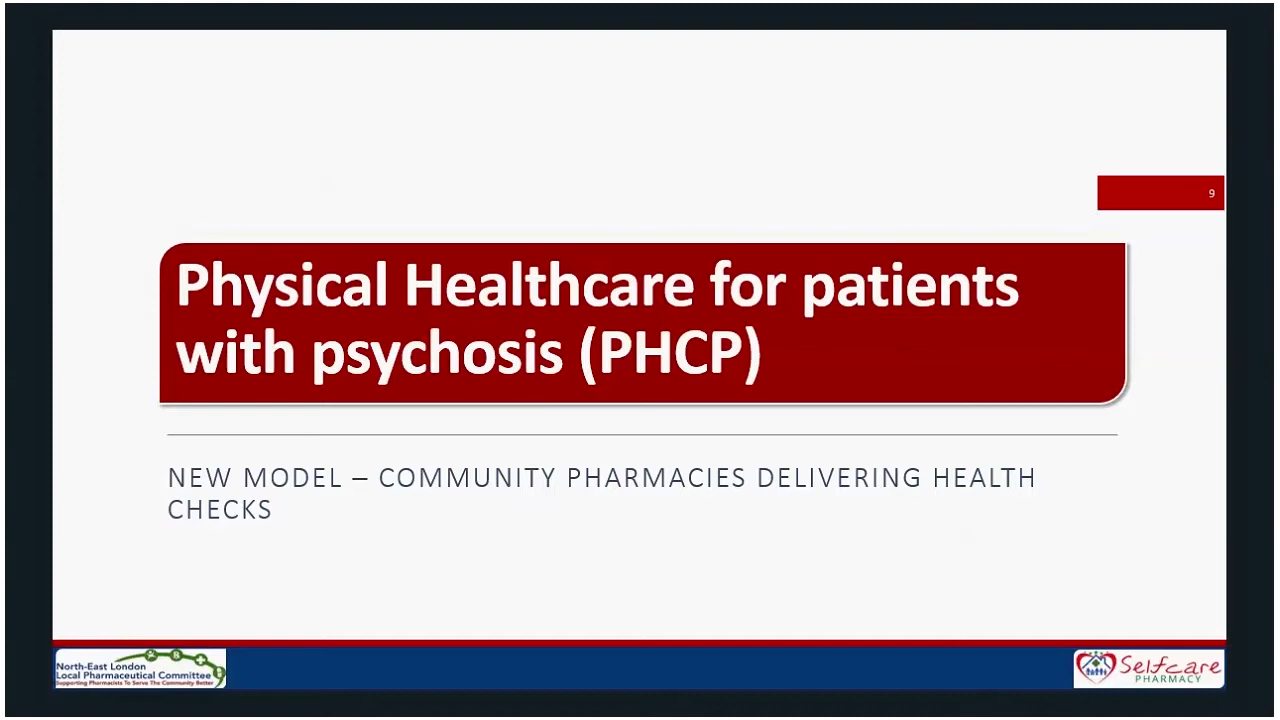 9
Physical Healthcare for patients
with psychosis (PHCP)
NEW MODEL – COMMUNITY PHARMACIES DELIVERING HEALTH
CHECKS
North-East London
Local Pharmaceutical Committee
Supporting Pharmacists To Serve The Community Better
Selfcare
PHARMACY